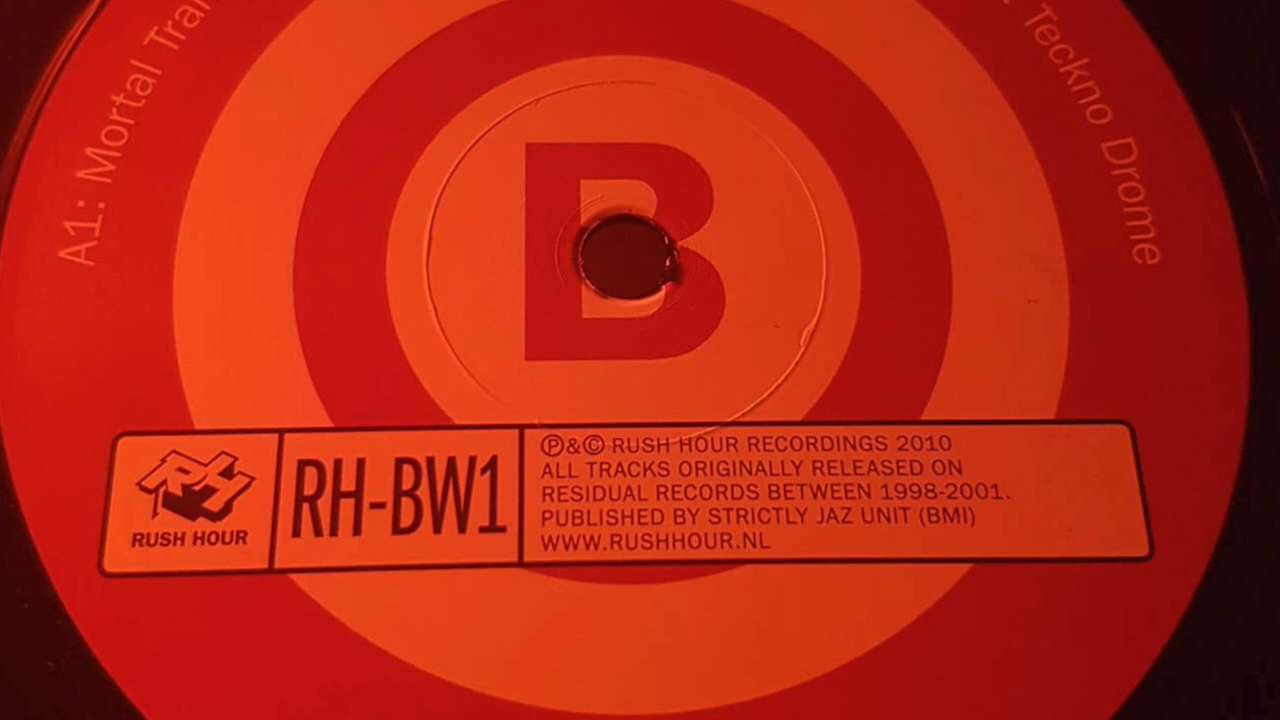 A1: Mortal
Teckno Drome
B
RH
RUSH HOUR
RH-BW1
℗&© RUSH HOUR RECORDINGS 2010
ALL TRACKS ORIGINALLY RELEASED ON
RESIDUAL RECORDS BETWEEN 1998-2001.
PUBLISHED BY STRICTLY JAZ UNIT (BMI)
WWW.RUSHHOUR.NL